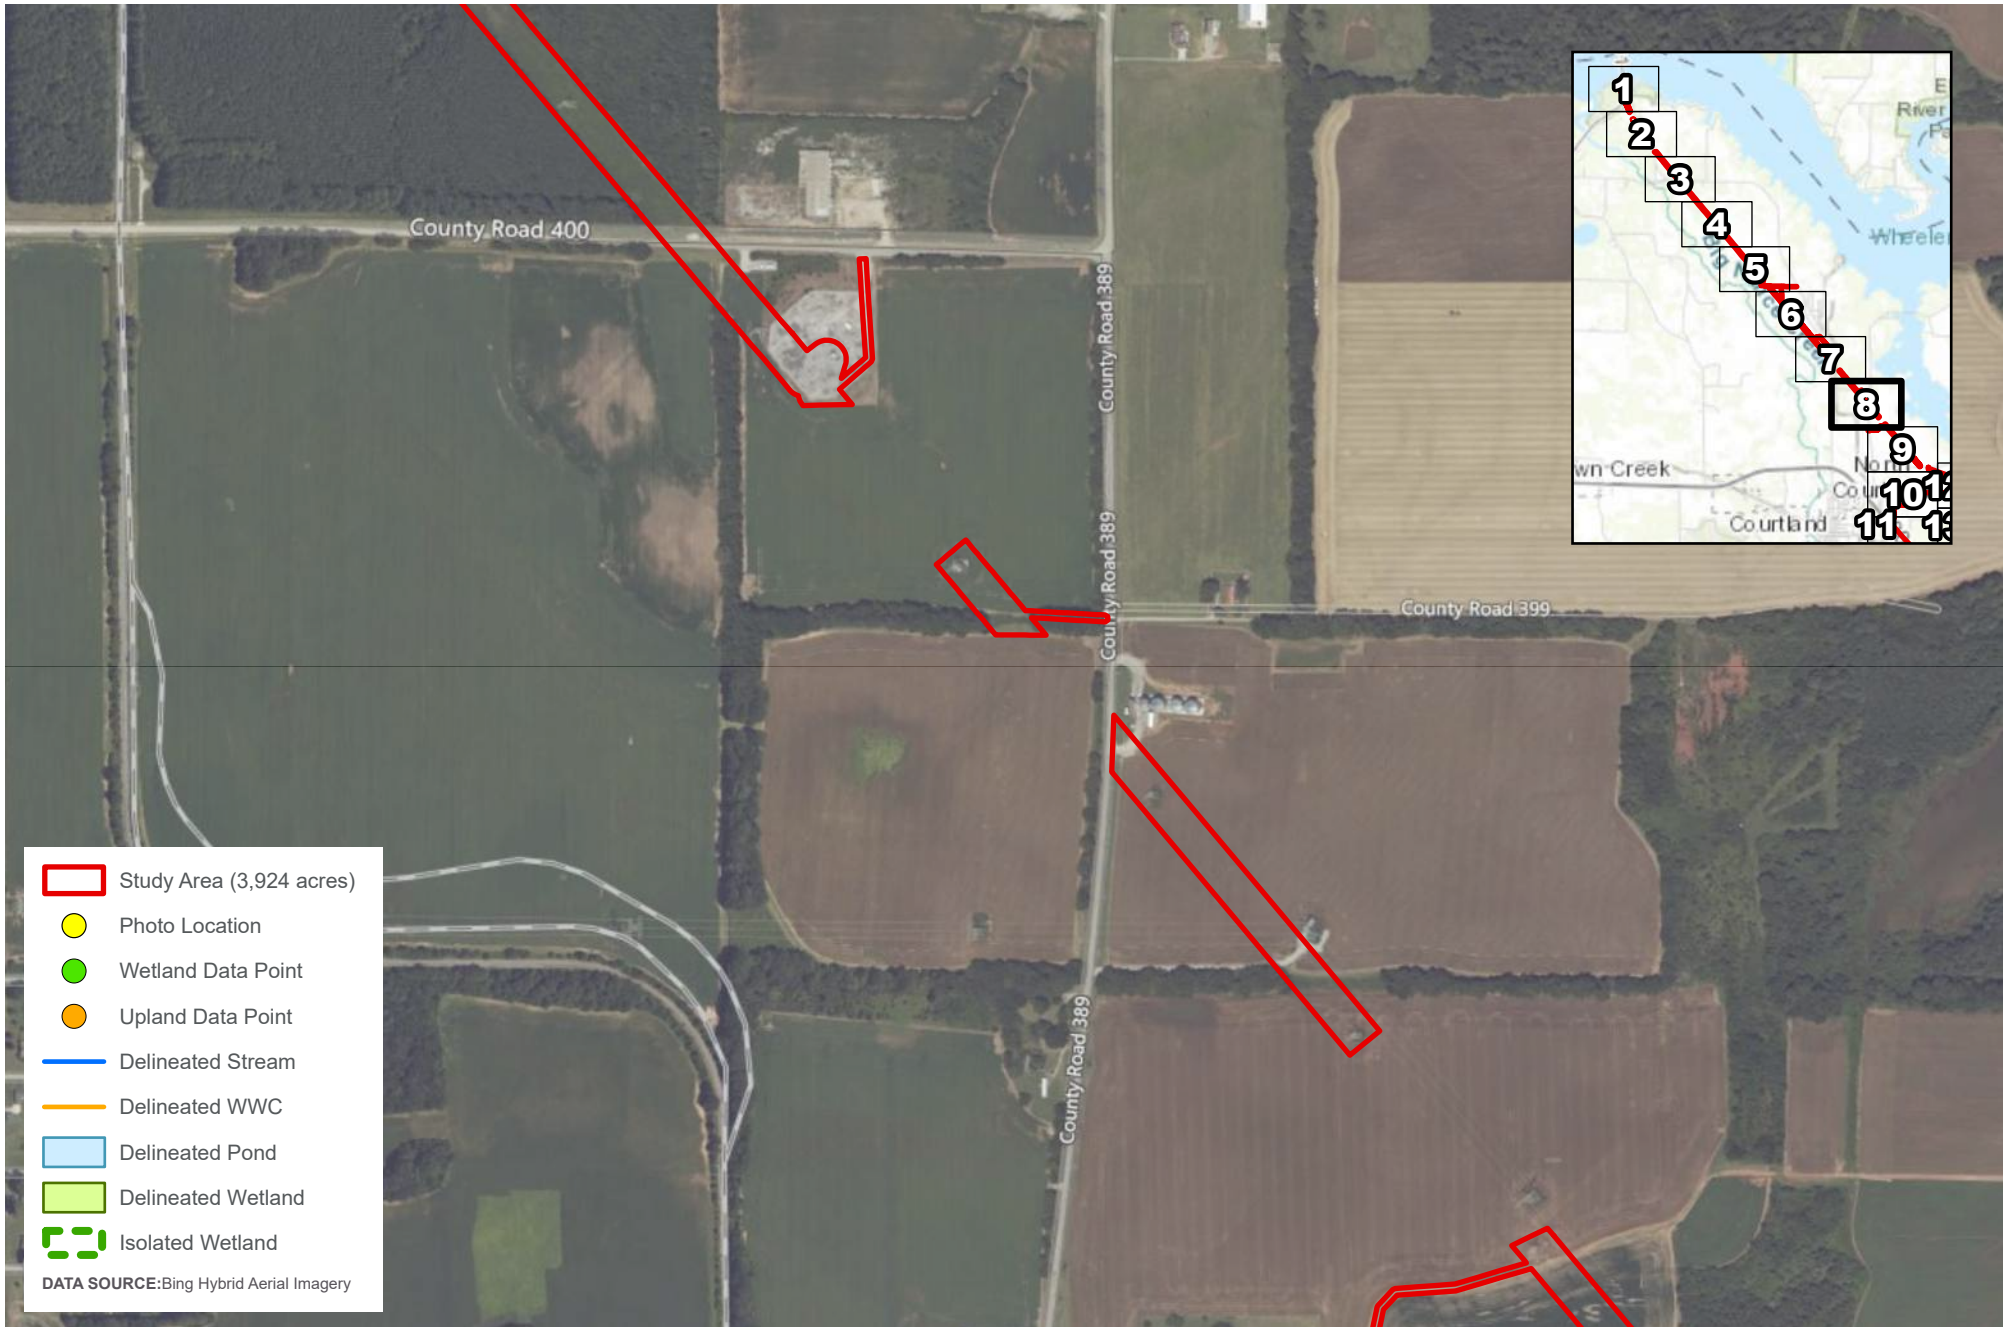 County Road 400
County Road 389
County Road 389
County Road 399
County Road 389
1
2
3
4
5
6
7
8
9
10
11
River
Wheeler
wn Creek
Courtland
Study Area (3,924 acres)
Photo Location
Wetland Data Point
Upland Data Point
Delineated Stream
Delineated WWC
Delineated Pond
Delineated Wetland
Isolated Wetland
DATA SOURCE:Bing Hybrid Aerial Imagery